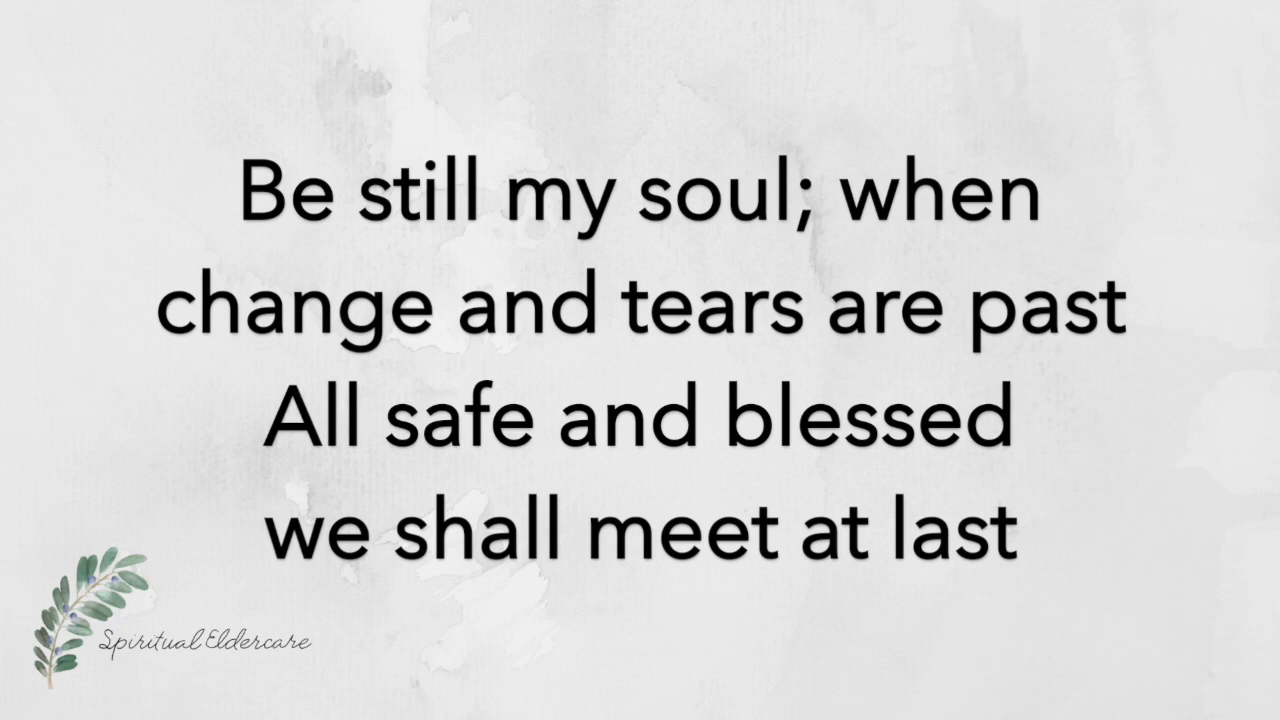 Be still my soul; when
change and tears are past
All safe and blessed
we shall meet at last
Spiritual Eldercare